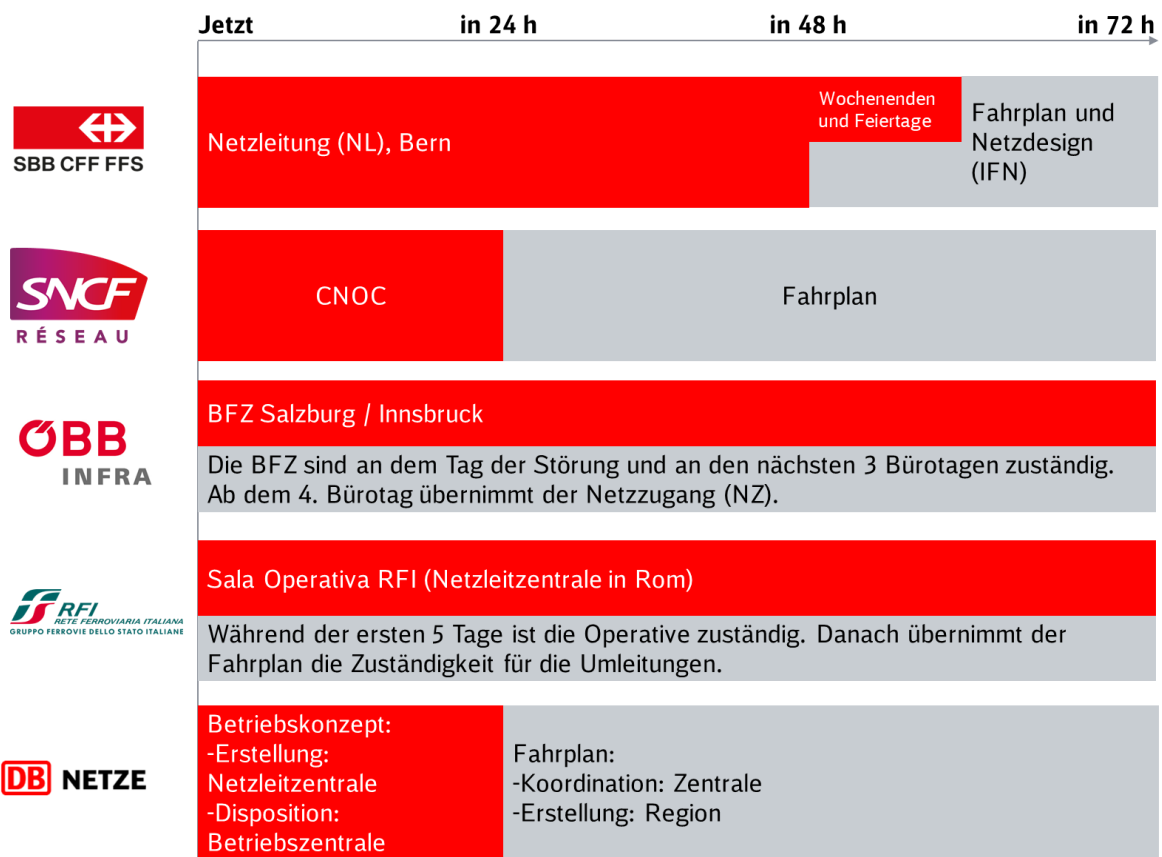 Jetzt in 24 h in 48 h in 72 h
SBB CFF FFS
Netzleitung (NL), Bern
Wochenenden
und Feiertage
Fahrplan und
Netzdesign
(IFN)
SNCF
RÉSEAU
CNOC
Fahrplan
ÖBB
INFRA
BFZ Salzburg / Innsbruck
Die BFZ sind an dem Tag der Störung und an den nächsten 3 Bürotagen zuständig.
Ab dem 4. Bürotag übernimmt der Netzzugang (NZ).
RFI
RETE FERROVIARIA ITALIANA
GRUPPO FERROVIE DELLO STATO ITALIANE
Sala Operativa RFI (Netzleitzentrale in Rom)
Während der ersten 5 Tage ist die Operative zuständig. Danach übernimmt der
Fahrplan die Zuständigkeit für die Umleitungen.
DB NETZE
Betriebskonzept:
-Erstellung:
Netzleitzentrale
-Disposition:
Betriebszentrale
Fahrplan:
-Koordination: Zentrale
-Erstellung: Region